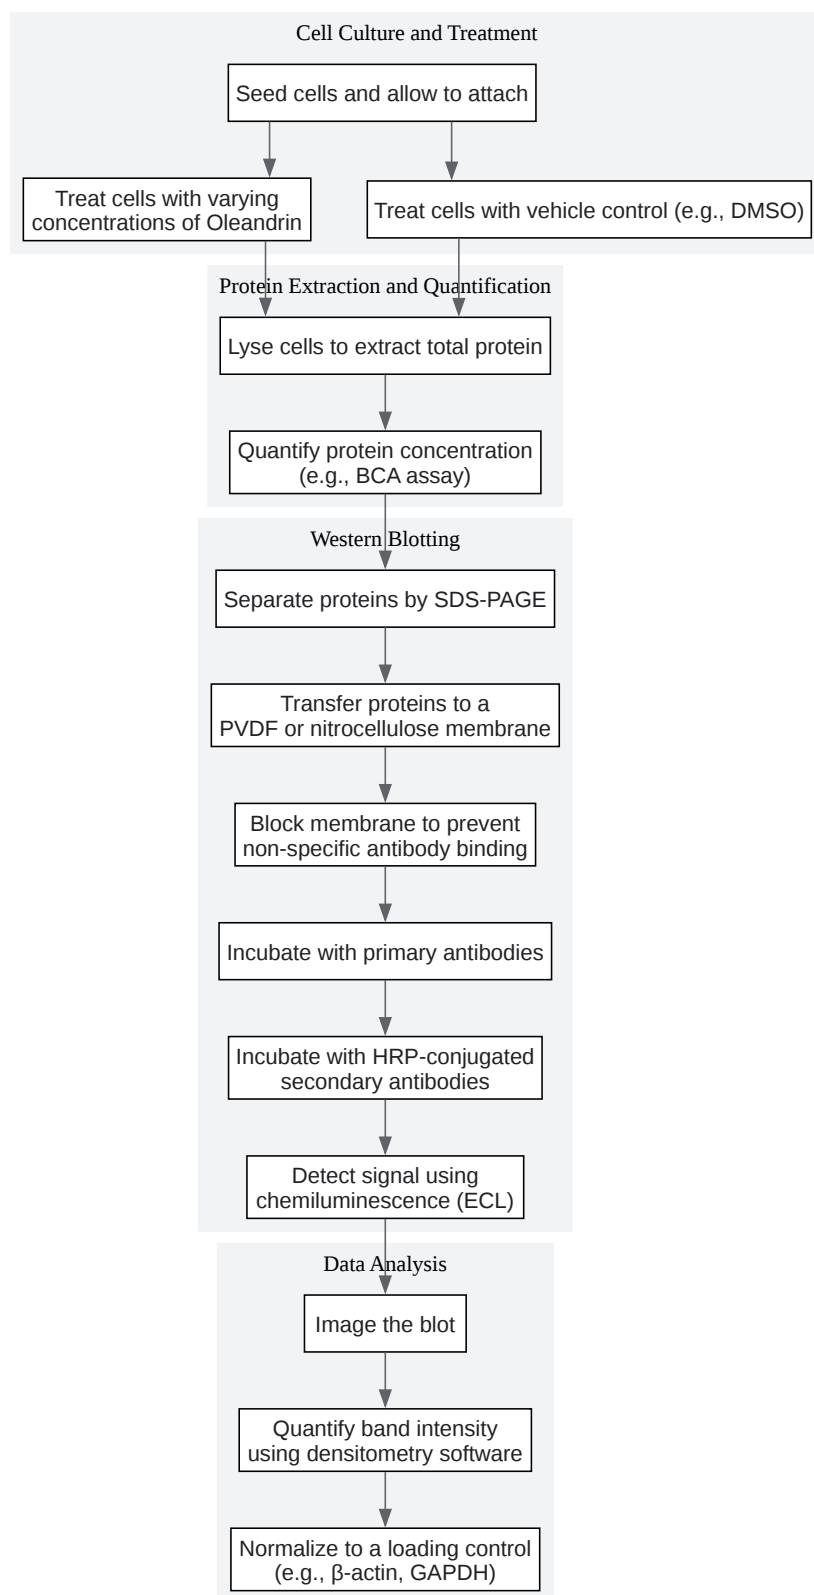 Cell Culture and Treatment
Seed cells and allow to attach
Treat cells with varying
concentrations of Oleandrin
Treat cells with vehicle control (e.g., DMSO)
Protein Extraction and Quantification
Lyse cells to extract total protein
Quantify protein concentration
(e.g., BCA assay)
Western Blotting
Separate proteins by SDS-PAGE
Transfer proteins to a
PVDF or nitrocellulose membrane
Block membrane to prevent
non-specific antibody binding
Incubate with primary antibodies
Incubate with HRP-conjugated
secondary antibodies
Detect signal using
chemiluminescence (ECL)
Data Analysis
Image the blot
Quantify band intensity
using densitometry software
Normalize to a loading control
(e.g., β-actin, GAPDH)